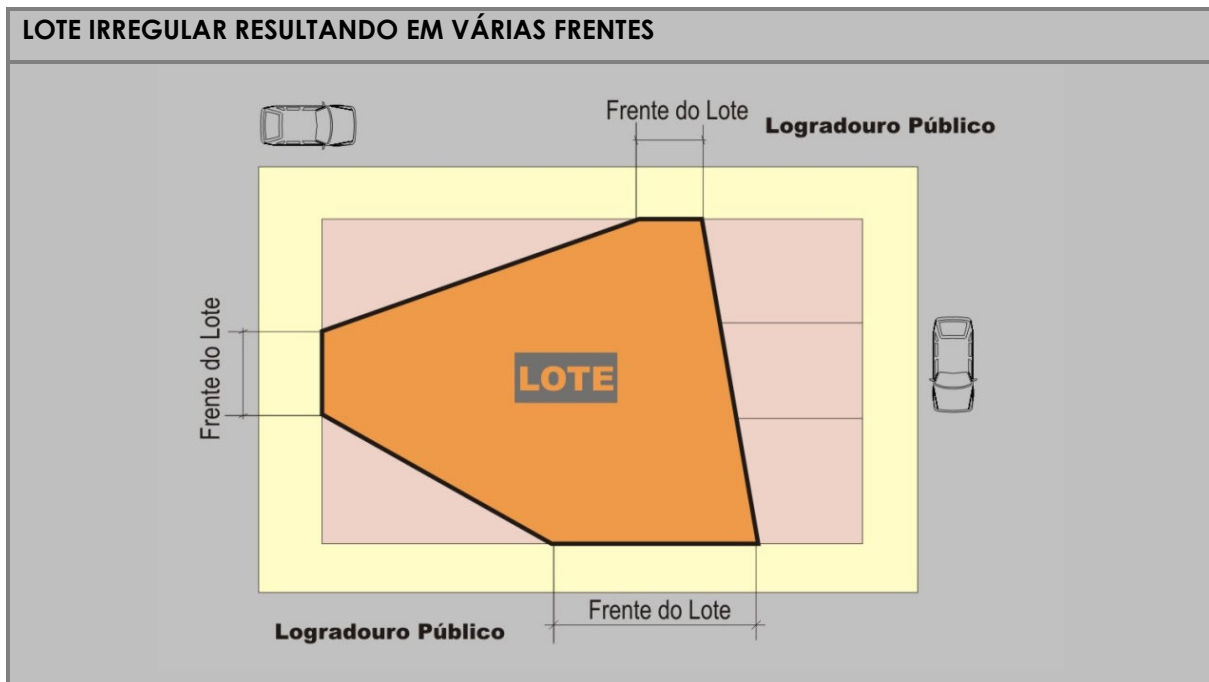 LOTE IRREGULAR RESULTANDO EM VÁRIAS FRENTES
Frente do Lote
Logradouro Público
Frente do Lote
LOTE
Frente do Lote
Logradouro Público